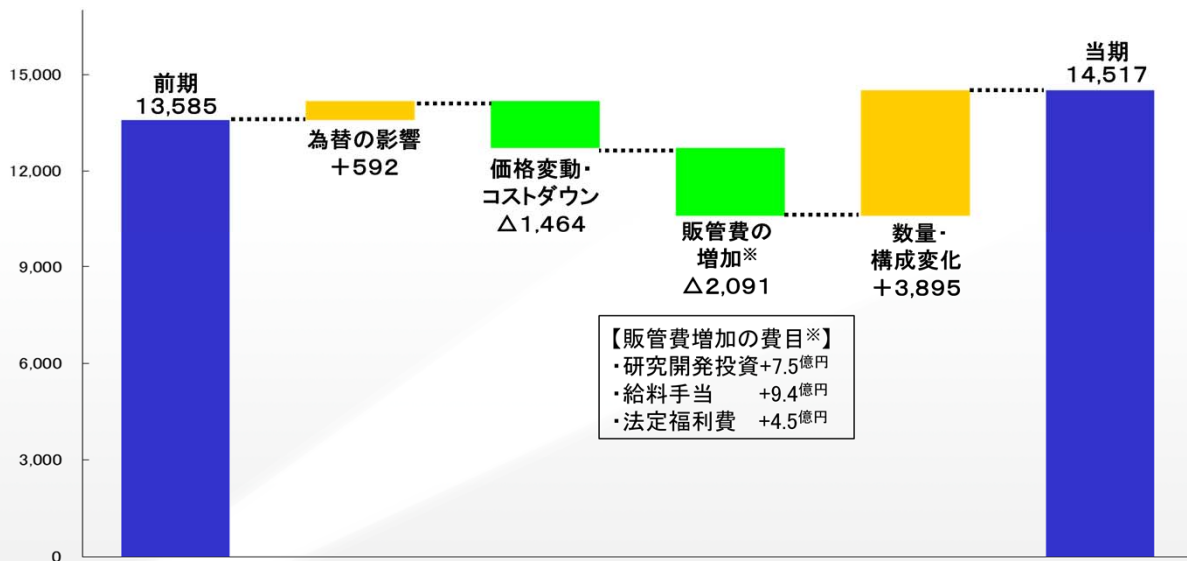 15,000
12,000
9,000
6,000
3,000
0
前期
13,585
為替の影響
＋592
価格変動・
コストダウン
△1,464
販管費の
増加※
△2,091
数量・
構成変化
＋3,895
当期
14,517
【販管費増加の費目※】
・研究開発投資+7.5億円
・給料手当 +9.4億円
・法定福利費 +4.5億円